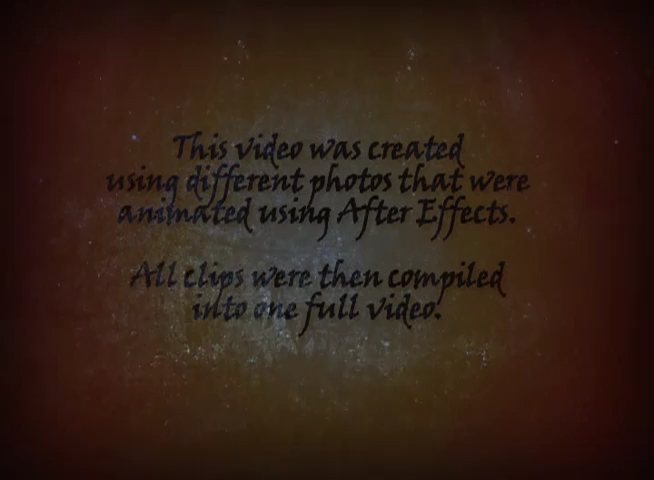 This video was created
using different photos that were
animated using After Effects.
All clips were then compiled
into one full video.